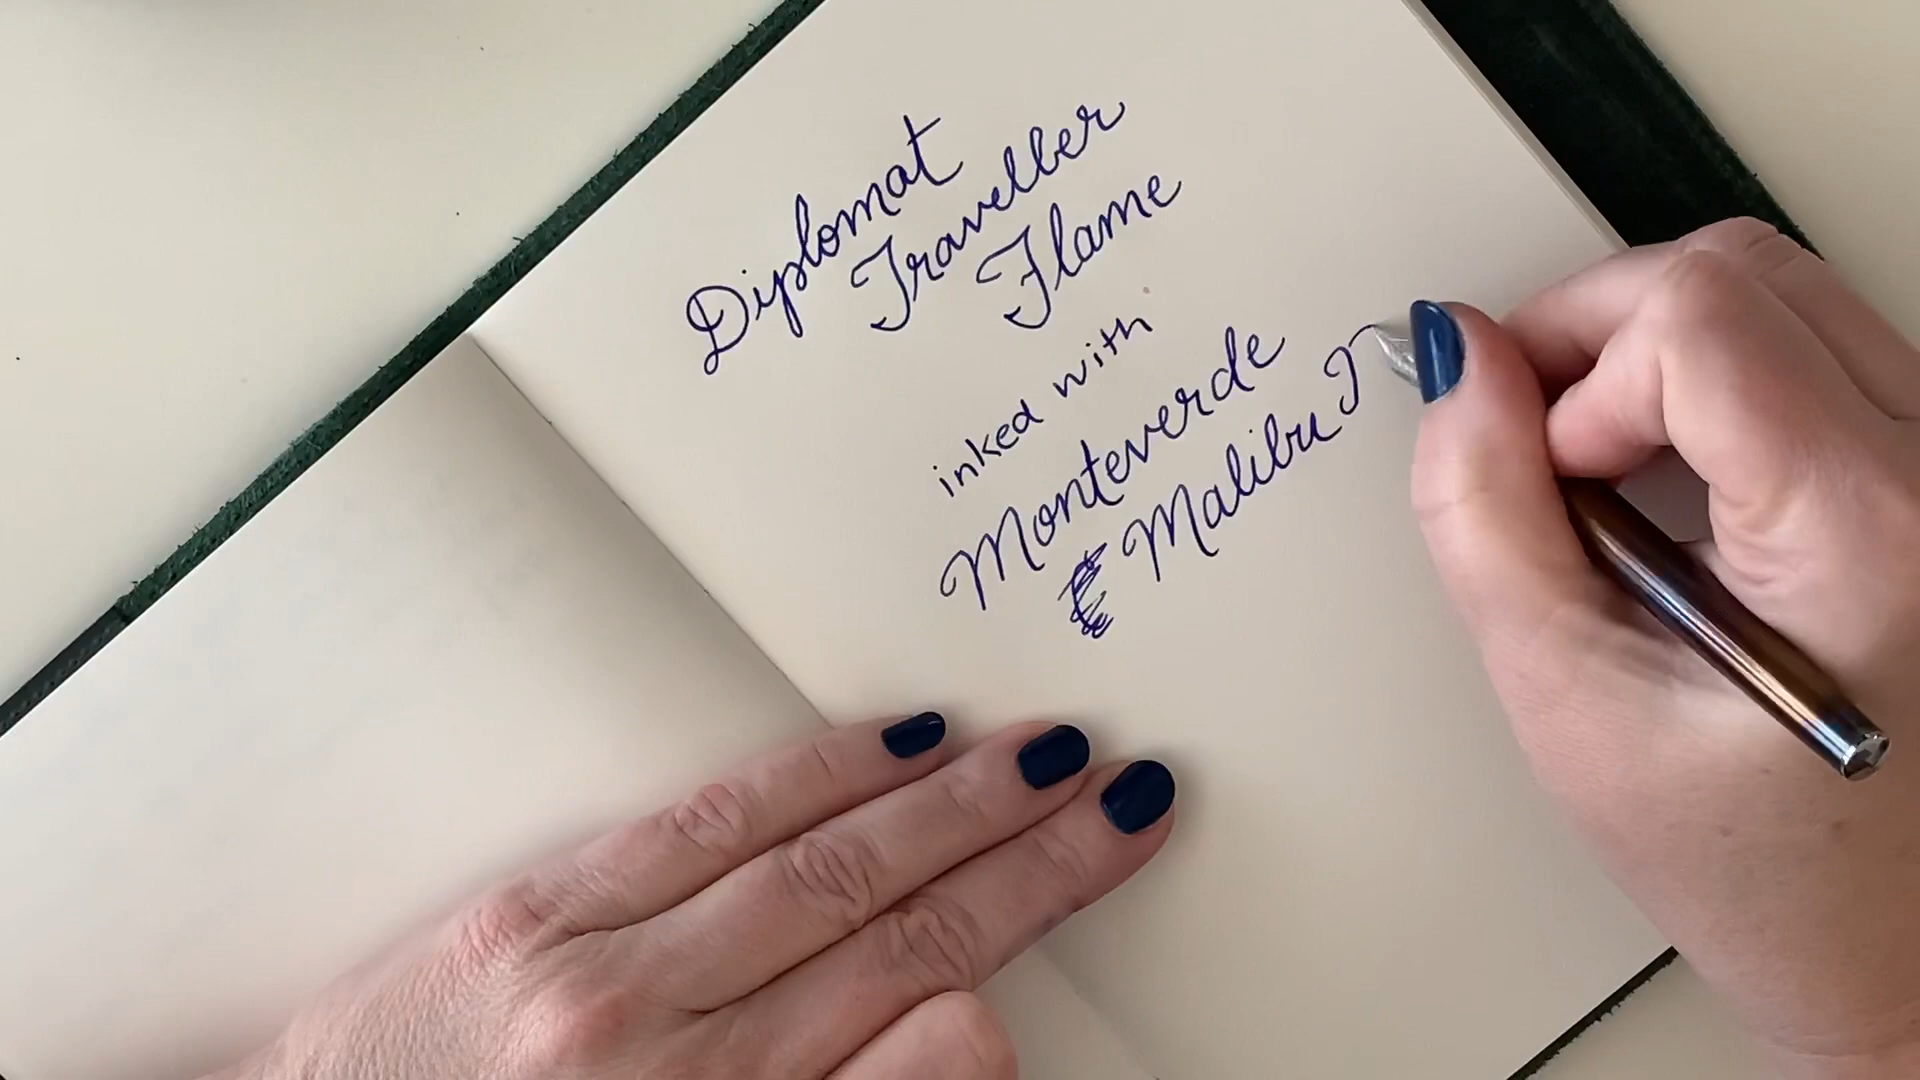 Diplomat
Traveller
Flame
inked with
Monteverde
Malibu